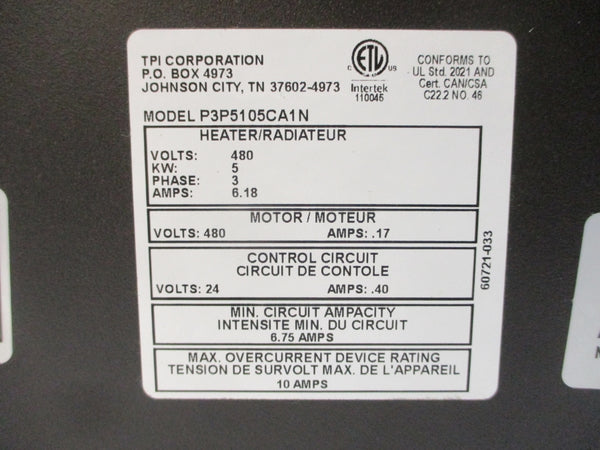 TPI CORPORATION
P.O. BOX 4973
JOHNSON CITY, TN 37602-4973
C ETL US
LISTED
Intertek
110045
CONFORMS TO
UL Std. 2021 AND
Cert. CAN/CSA
C22.2 NO. 46
MODEL P3P5105CA1N
HEATER/RADIATEUR
VOLTS: 480
KW: 5
PHASE: 3
AMPS: 6.18
MOTOR / MOTEUR
VOLTS: 480 AMPS: .17
CONTROL CIRCUIT
CIRCUIT DE CONTOLE
VOLTS: 24 AMPS: .40
MIN. CIRCUIT AMPACITY
INTENSITE MIN. DU CIRCUIT
6.75 AMPS
MAX. OVERCURRENT DEVICE RATING
TENSION DE SURVOLT MAX. DE L'APPAREIL
10 AMPS
60721-033